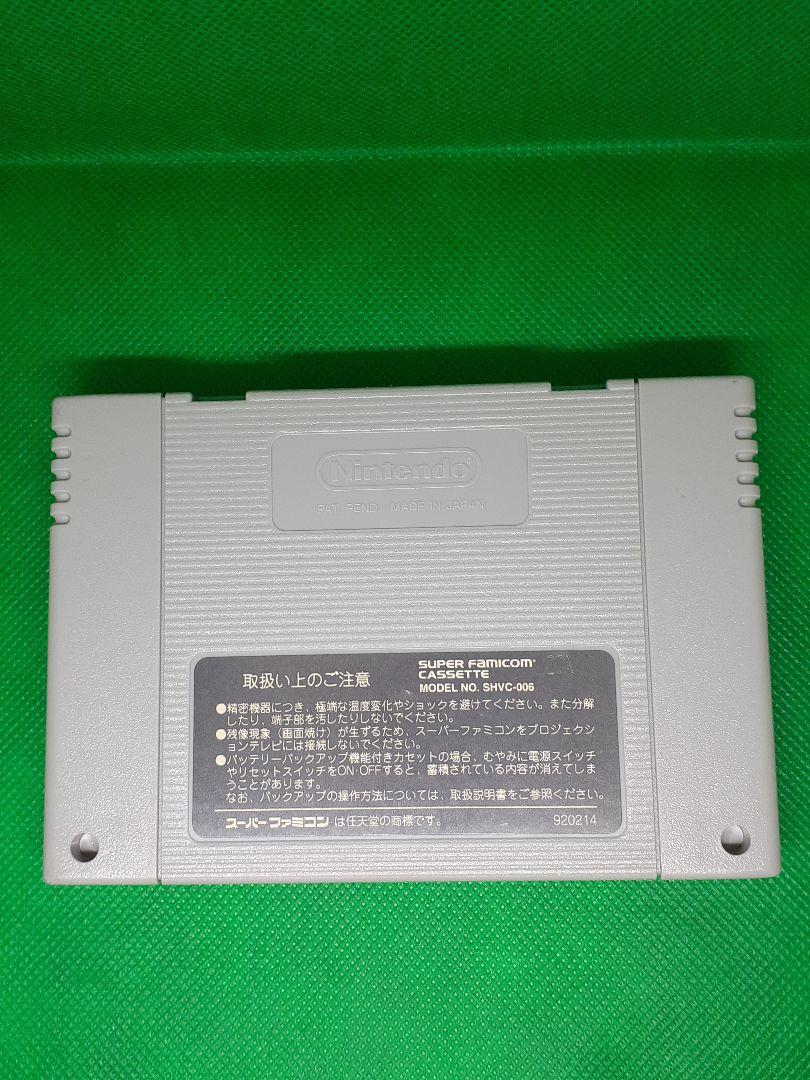 Nintendo
PAT. PEND. MADE IN JAPAN
取扱い上のご注意
SUPER FAMICOM
CASSETTE
MODEL NO. SHVC-006
●精密機器につき、極端な温度変化やショックを避けてください。また分解
したり、端子部を汚したりしないでください。
●残像現象（画面焼け）が生ずるため、スーパーファミコンをプロジェクシ
ョンテレビには接続しないでください。
●バッテリーバックアップ機能付きカセットの場合、むやみに電源スイッチ
やリセットスイッチをON・OFFすると、蓄積されている内容が消えてしま
うことがあります。
なお、バックアップの操作方法については、取扱説明書をご参照ください。
スーパーファミコン は任天堂の商標です。
920214